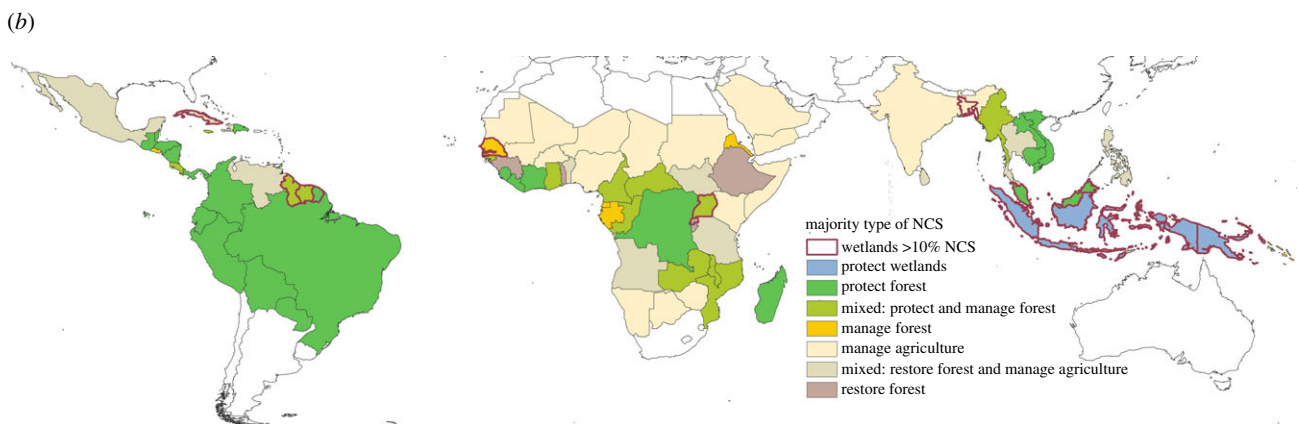 (b)
majority type of NCS
wetlands >10% NCS
protect wetlands
protect forest
mixed: protect and manage forest
manage forest
manage agriculture
mixed: restore forest and manage agriculture
restore forest